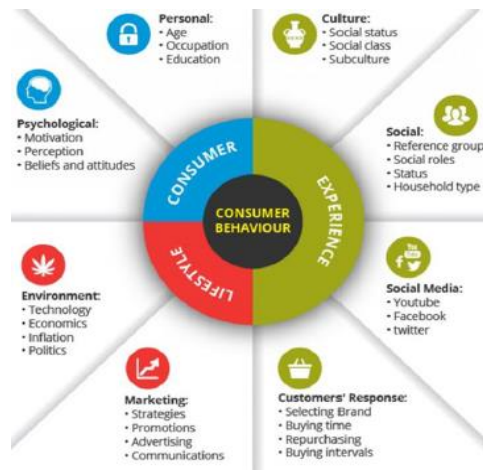 Personal:
• Age
• Occupation
• Education
Culture:
• Social status
• Social class
• Subculture
Psychological:
• Motivation
• Perception
• Beliefs and attitudes
Social:
• Reference group
• Social roles
• Status
• Household type
CONSUMER
EXPERIENCE
LIFESTYLE
CONSUMER
BEHAVIOUR
Environment:
• Technology
• Economics
• Inflation
• Politics
You
Tube
Social Media:
• Youtube
• Facebook
• twitter
Marketing:
• Strategies
• Promotions
• Advertising
• Communications
Customers' Response:
• Selecting Brand
• Buying time
• Repurchasing
• Buying intervals